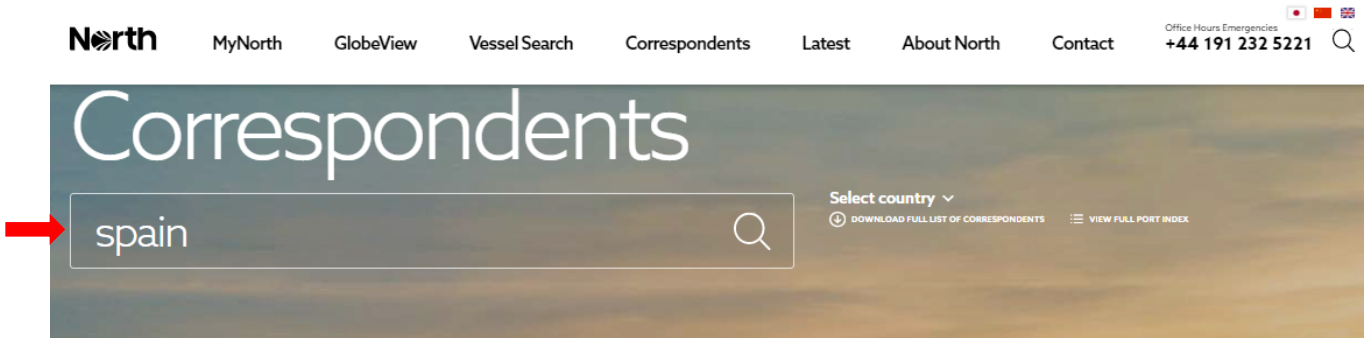 Office Hours Emergencies
North MyNorth GlobeView Vessel Search Correspondents Latest About North Contact +44 191 232 5221
Correspondents
Select country
spain
DOWNLOAD FULL LIST OF CORRESPONDENTS VIEW FULL PORT INDEX